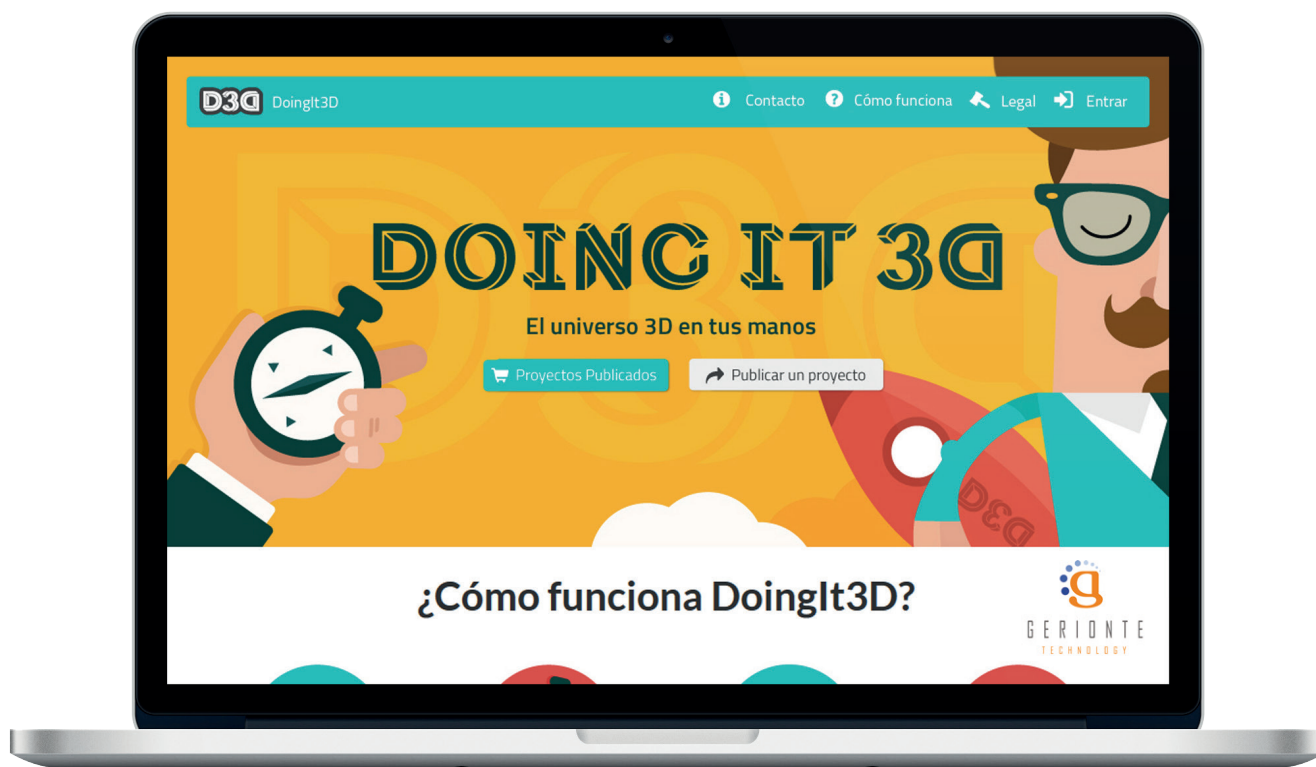 D3D DoingIt3D Contacto Cómo funciona Legal Entrar
DOING IT 3D
El universo 3D en tus manos
Proyectos Publicados Publicar un proyecto
D3D
¿Cómo funciona DoingIt3D?
g
GERIONTE
TECHNOLOGY